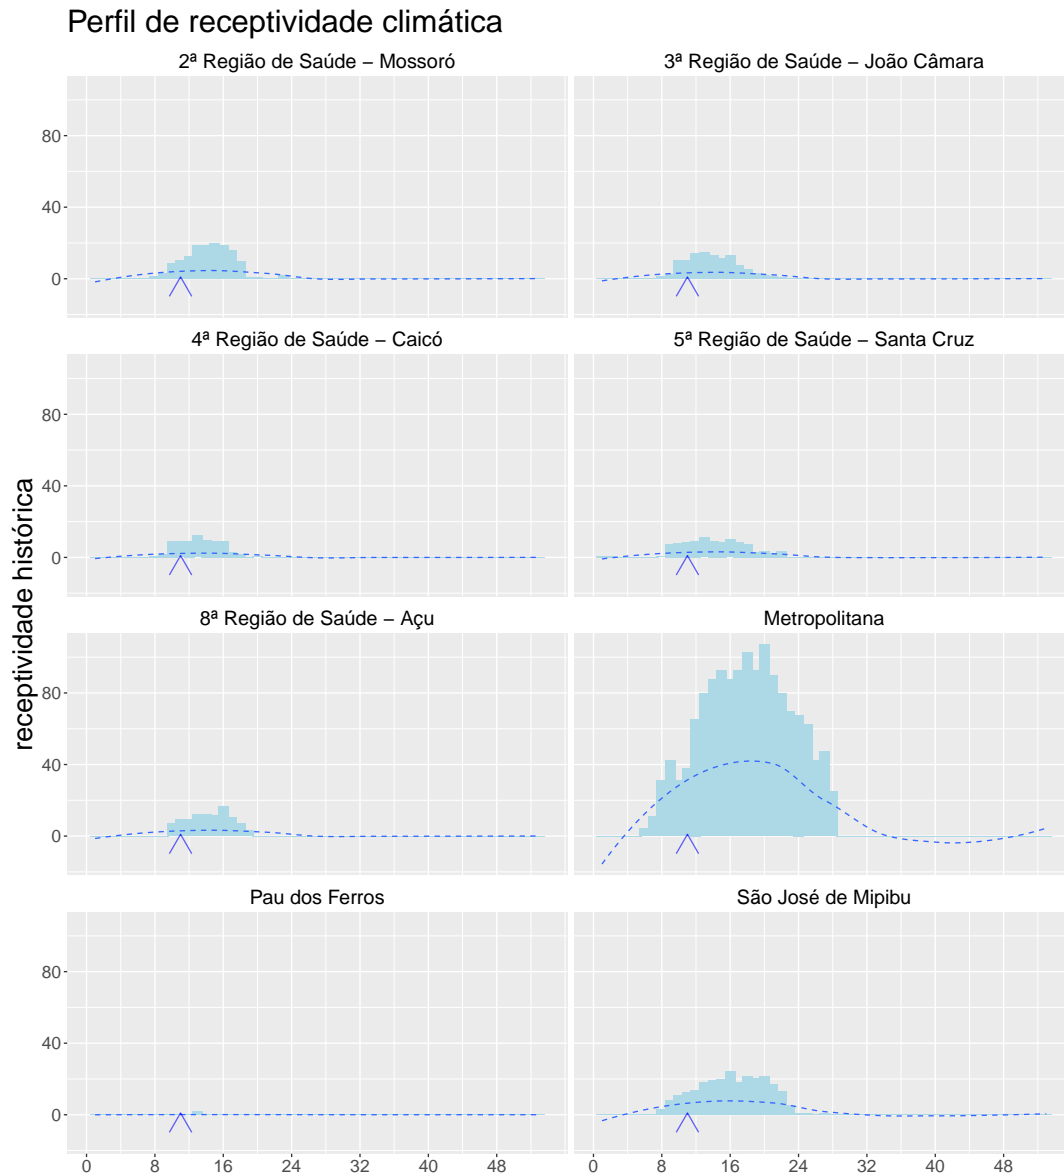 Perfil de receptividade climática
2ª Região de Saúde – Mossoró
3ª Região de Saúde – João Câmara
80
40
0
4ª Região de Saúde – Caicó
5ª Região de Saúde – Santa Cruz
80
40
0
receptividade histórica
8ª Região de Saúde – Açu
Metropolitana
80
40
0
Pau dos Ferros
São José de Mipibu
80
40
0
0 8 16 24 32 40 48
0 8 16 24 32 40 48